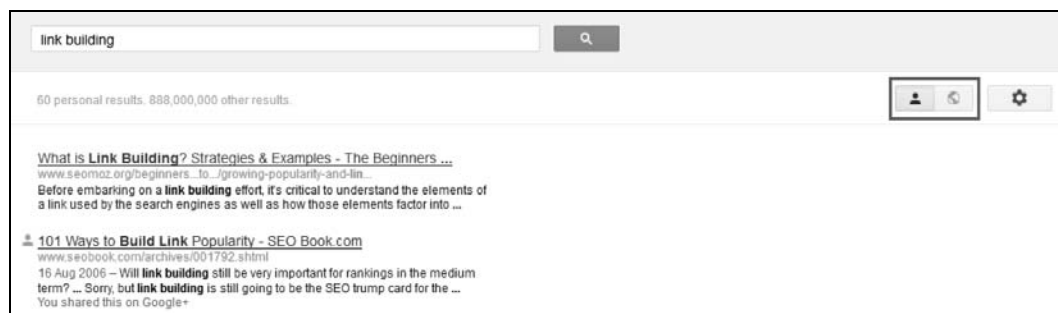 link building
60 personal results. 888,000,000 other results.
What is Link Building? Strategies & Examples - The Beginners ...
www.seomoz.org/beginners...to.../growing-popularity-and-lin...
Before embarking on a link building effort, it's critical to understand the elements of
a link used by the search engines as well as how those elements factor into ...
101 Ways to Build Link Popularity - SEO Book.com
www.seobook.com/archives/001792.shtml
16 Aug 2006 – Will link building still be very important for rankings in the medium
term? ... Sorry, but link building is still going to be the SEO trump card for the ...
You shared this on Google+